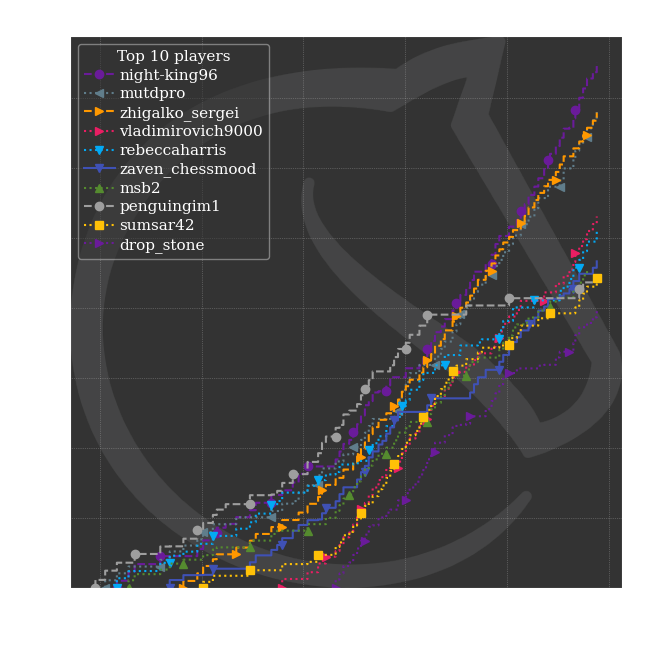 Top 10 players
night-king96
mutdpro
zhigalko_sergei
vladimirovich9000
rebeccaharris
zaven_chessmood
msb2
penguingim1
sumsar42
drop_stone